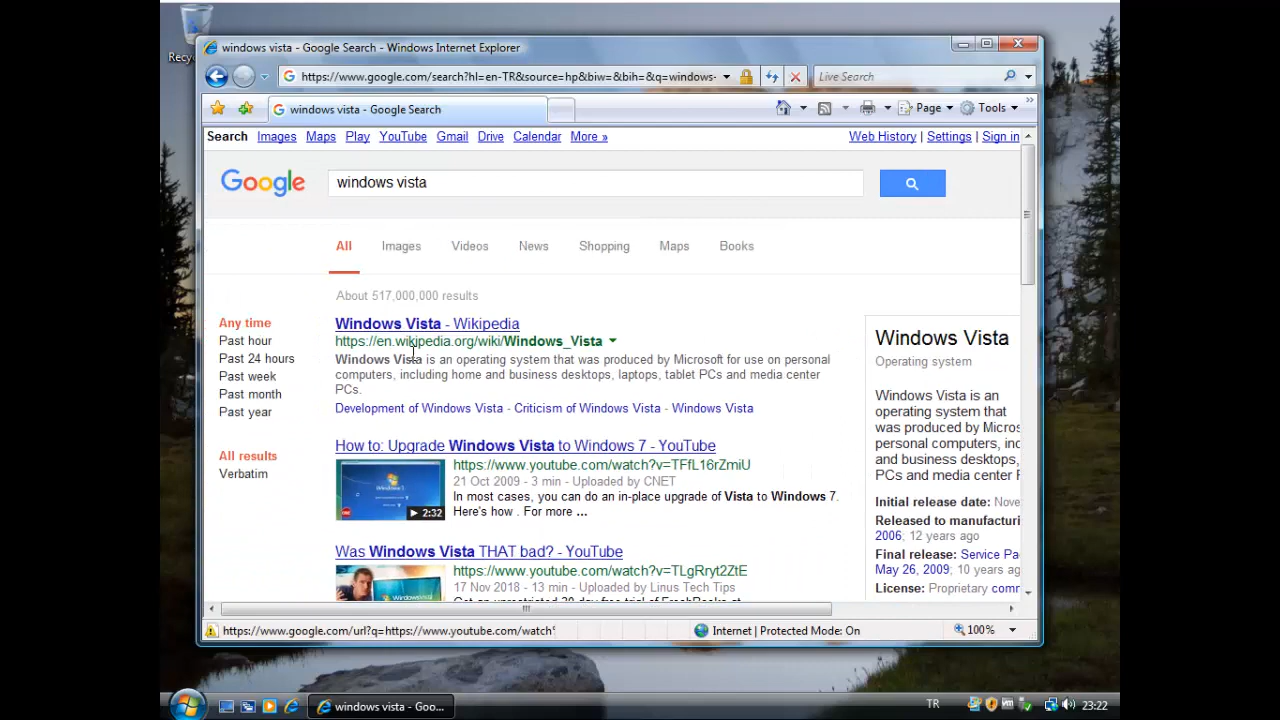 Recy
windows vista - Google Search - Windows Internet Explorer
https://www.google.com/search?hl=en-TR&source=hp&biw=&bih=&q=windows-
Live Search
windows vista - Google Search
Page
Tools
Search Images Maps Play YouTube Gmail Drive Calendar More »
Web History | Settings | Sign in
Google
windows vista
All Images Videos News Shopping Maps Books
About 517,000,000 results
Any time
Past hour
Past 24 hours
Past week
Past month
Past year
All results
Verbatim
Windows Vista - Wikipedia
https://en.wikipedia.org/wiki/Windows_Vista
Windows Vista is an operating system that was produced by Microsoft for use on personal
computers, including home and business desktops, laptops, tablet PCs and media center
PCs.
Development of Windows Vista - Criticism of Windows Vista - Windows Vista
How to: Upgrade Windows Vista to Windows 7 - YouTube
https://www.youtube.com/watch?v=TFfL16rZmiU
21 Oct 2009 - 3 min - Uploaded by CNET
In most cases, you can do an in-place upgrade of Vista to Windows 7.
Here's how . For more ...
2:32
Was Windows Vista THAT bad? - YouTube
https://www.youtube.com/watch?v=TLgRryt2ZtE
17 Nov 2018 - 13 min - Uploaded by Linus Tech Tips
Windows Vista
Operating system
Windows Vista is an
operating system that
was produced by Micros
personal computers, inc
and business desktops,
PCs and media center F
Initial release date: Nove
Released to manufacturi
2006; 12 years ago
Final release: Service Pa
May 26, 2009; 10 years ag
License: Proprietary comm
https://www.google.com/url?q=https://www.youtube.com/watch
Internet | Protected Mode: On
100%
windows vista - Goo...
TR
23:22